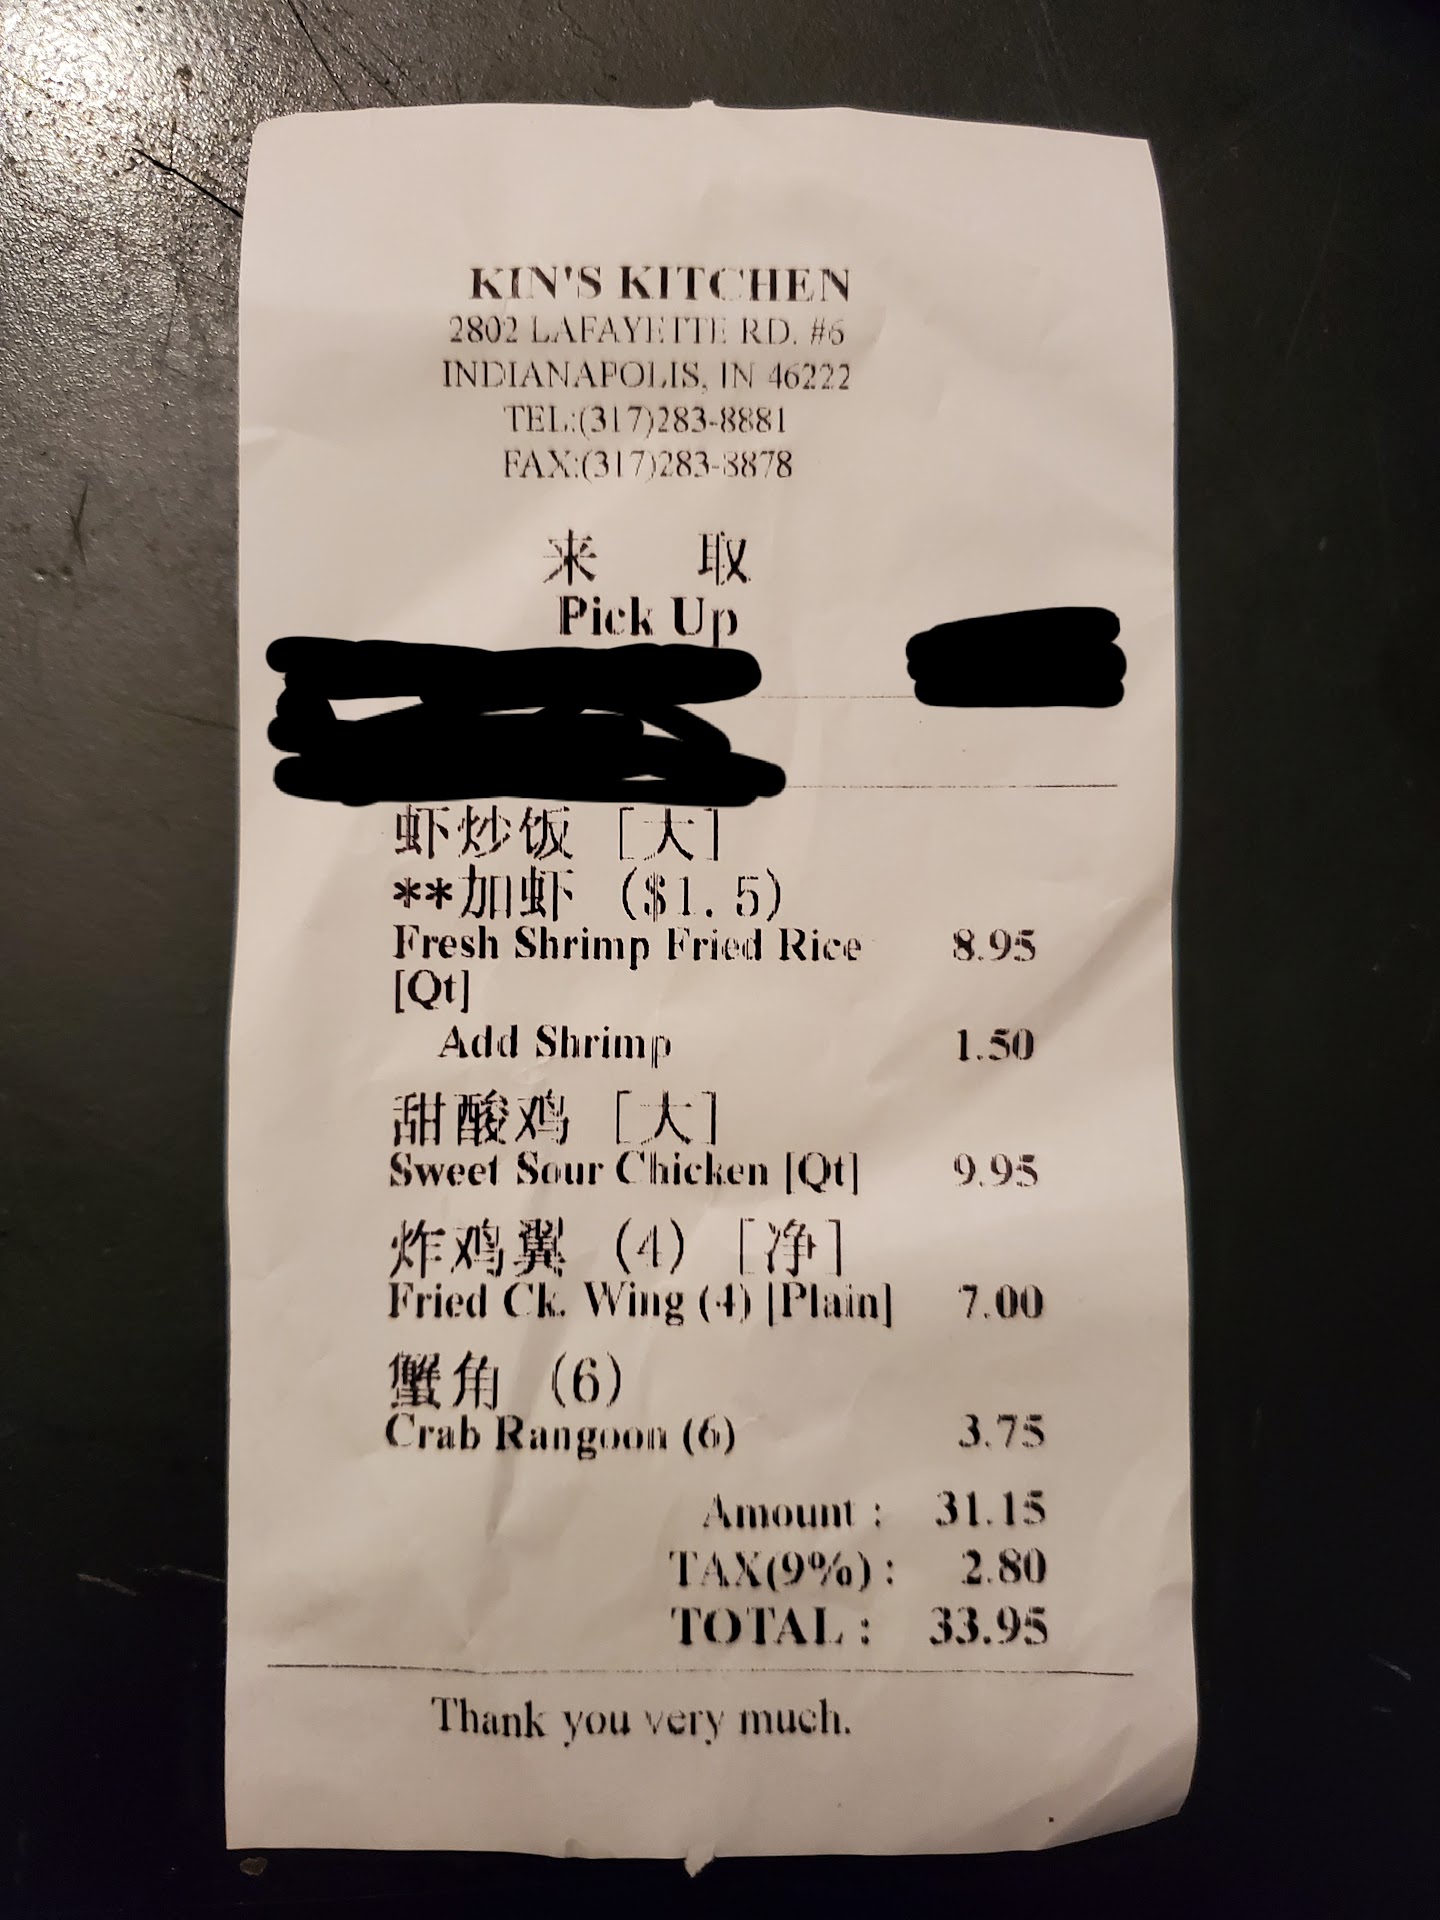 KIN'S KITCHEN
2802 LAFAYETTE RD. #6
INDIANAPOLIS, IN 46222
TEL:(317)283-8881
FAX:(317)283-8878
来 取
Pick Up
虾炒饭 [大]
**加虾 ($1.5)
Fresh Shrimp Fried Rice 8.95
[Qt]
Add Shrimp 1.50
甜酸鸡 [大]
Sweet Sour Chicken [Qt] 9.95
炸鸡翼 (4) [净]
Fried Ck. Wing (4) [Plain] 7.00
蟹角 (6)
Crab Rangoon (6) 3.75
Amount : 31.15
TAX(9%) : 2.80
TOTAL : 33.95
Thank you very much.